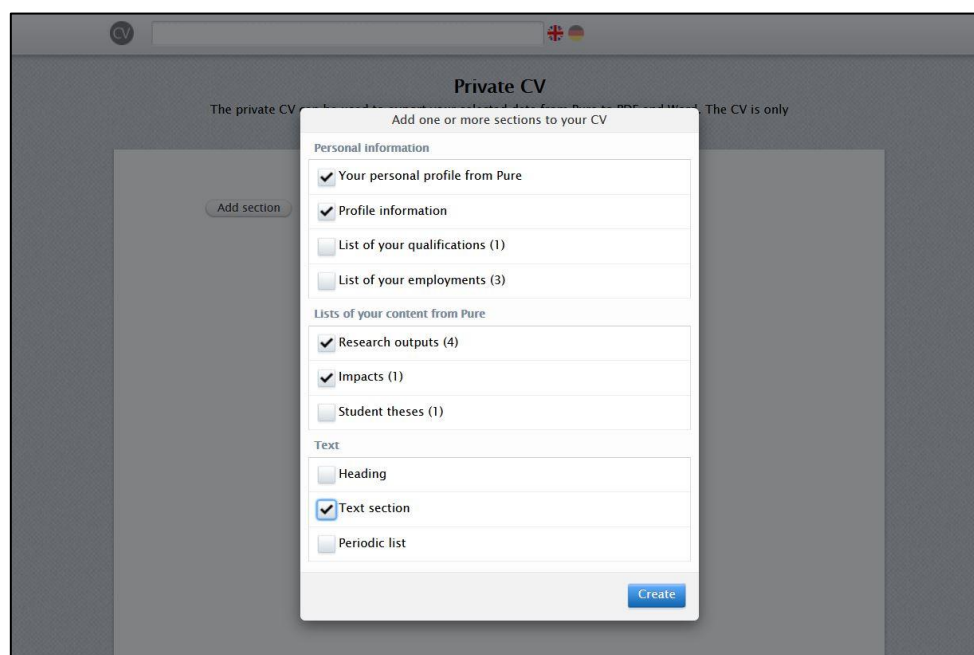 CV
Private CV
The private CV can be used to export your selected data from Pure to PDF and Word. The CV is only
Add one or more sections to your CV
Personal information
Your personal profile from Pure
Add section
Profile information
List of your qualifications (1)
List of your employments (3)
Lists of your content from Pure
Research outputs (4)
Impacts (1)
Student theses (1)
Text
Heading
Text section
Periodic list
Create